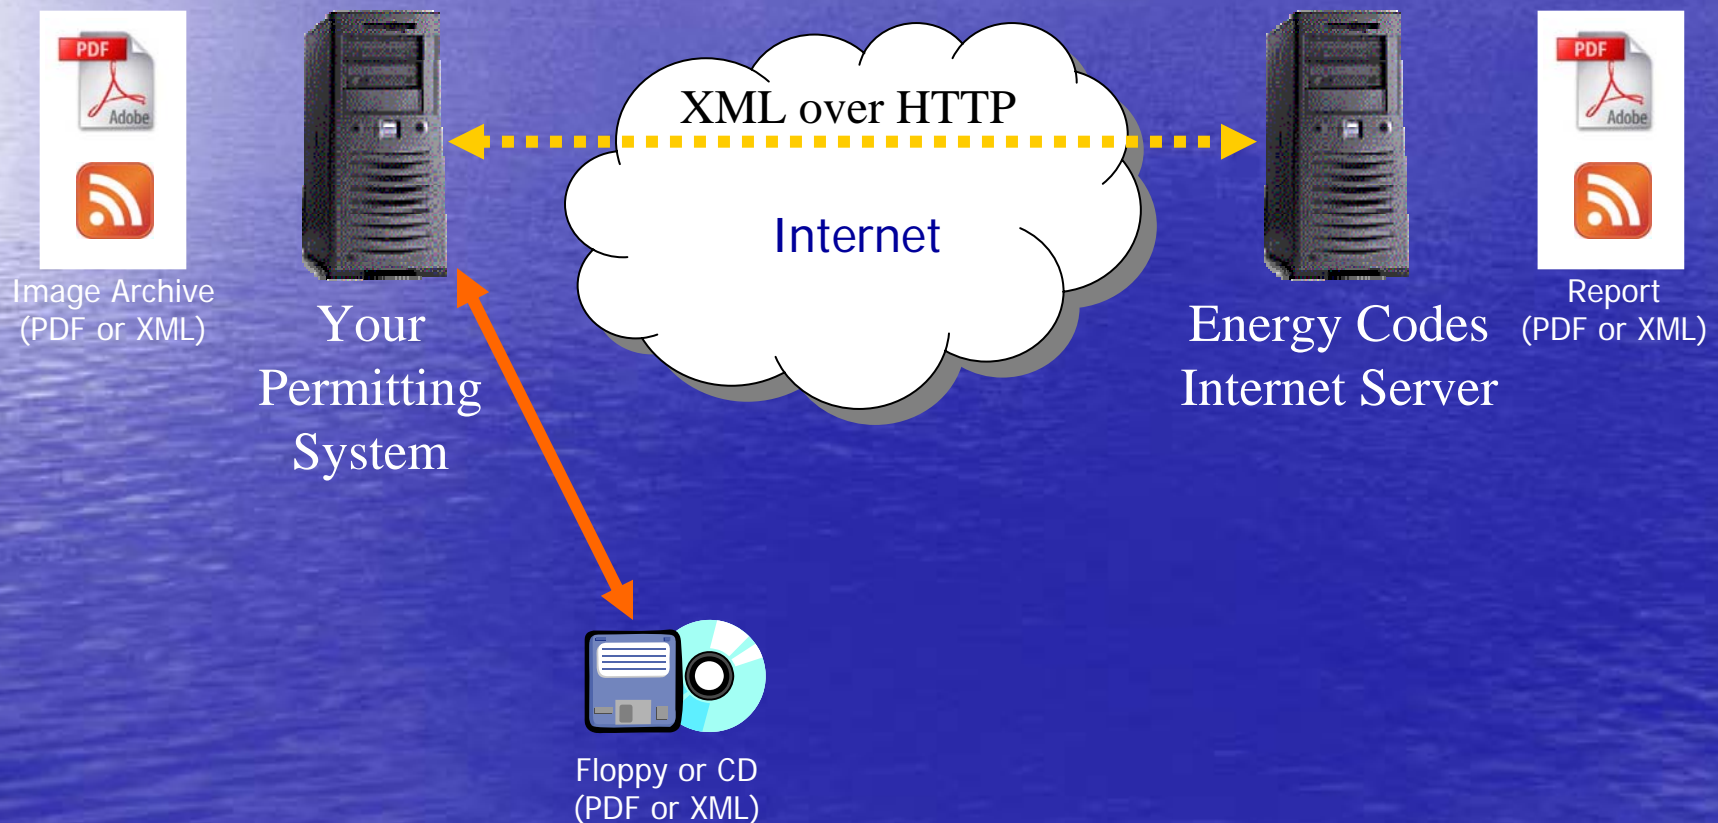 PDF
Adobe
Image Archive
(PDF or XML)
Your
Permitting
System
XML over HTTP
Internet
Energy Codes
Internet Server
PDF
Adobe
Report
(PDF or XML)
Floppy or CD
(PDF or XML)